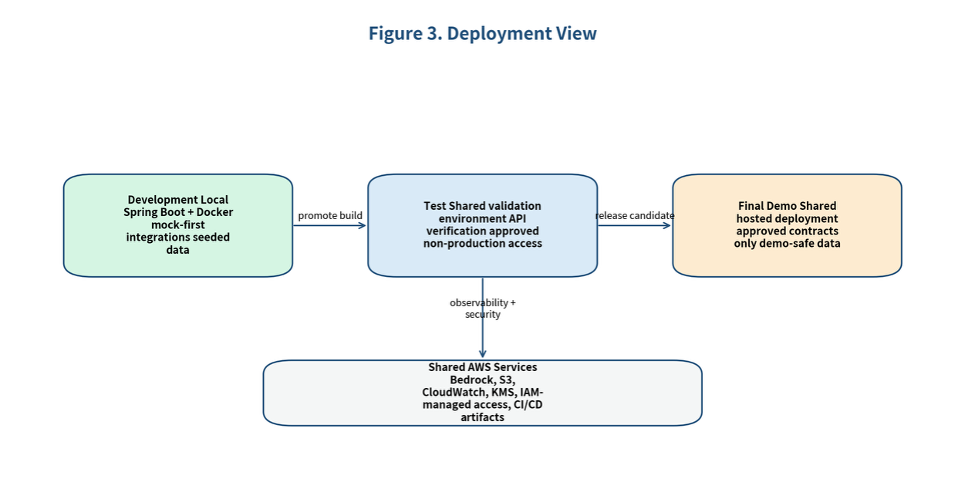 Figure 3. Deployment View
Development Local
Spring Boot + Docker
mock-first
integrations seeded
data
promote build
Test Shared validation
environment API
verification approved
non-production access
release candidate
Final Demo Shared
hosted deployment
approved contracts
only demo-safe data
observability +
security
Shared AWS Services
Bedrock, S3,
CloudWatch, KMS, IAM-
managed access, CI/CD
artifacts